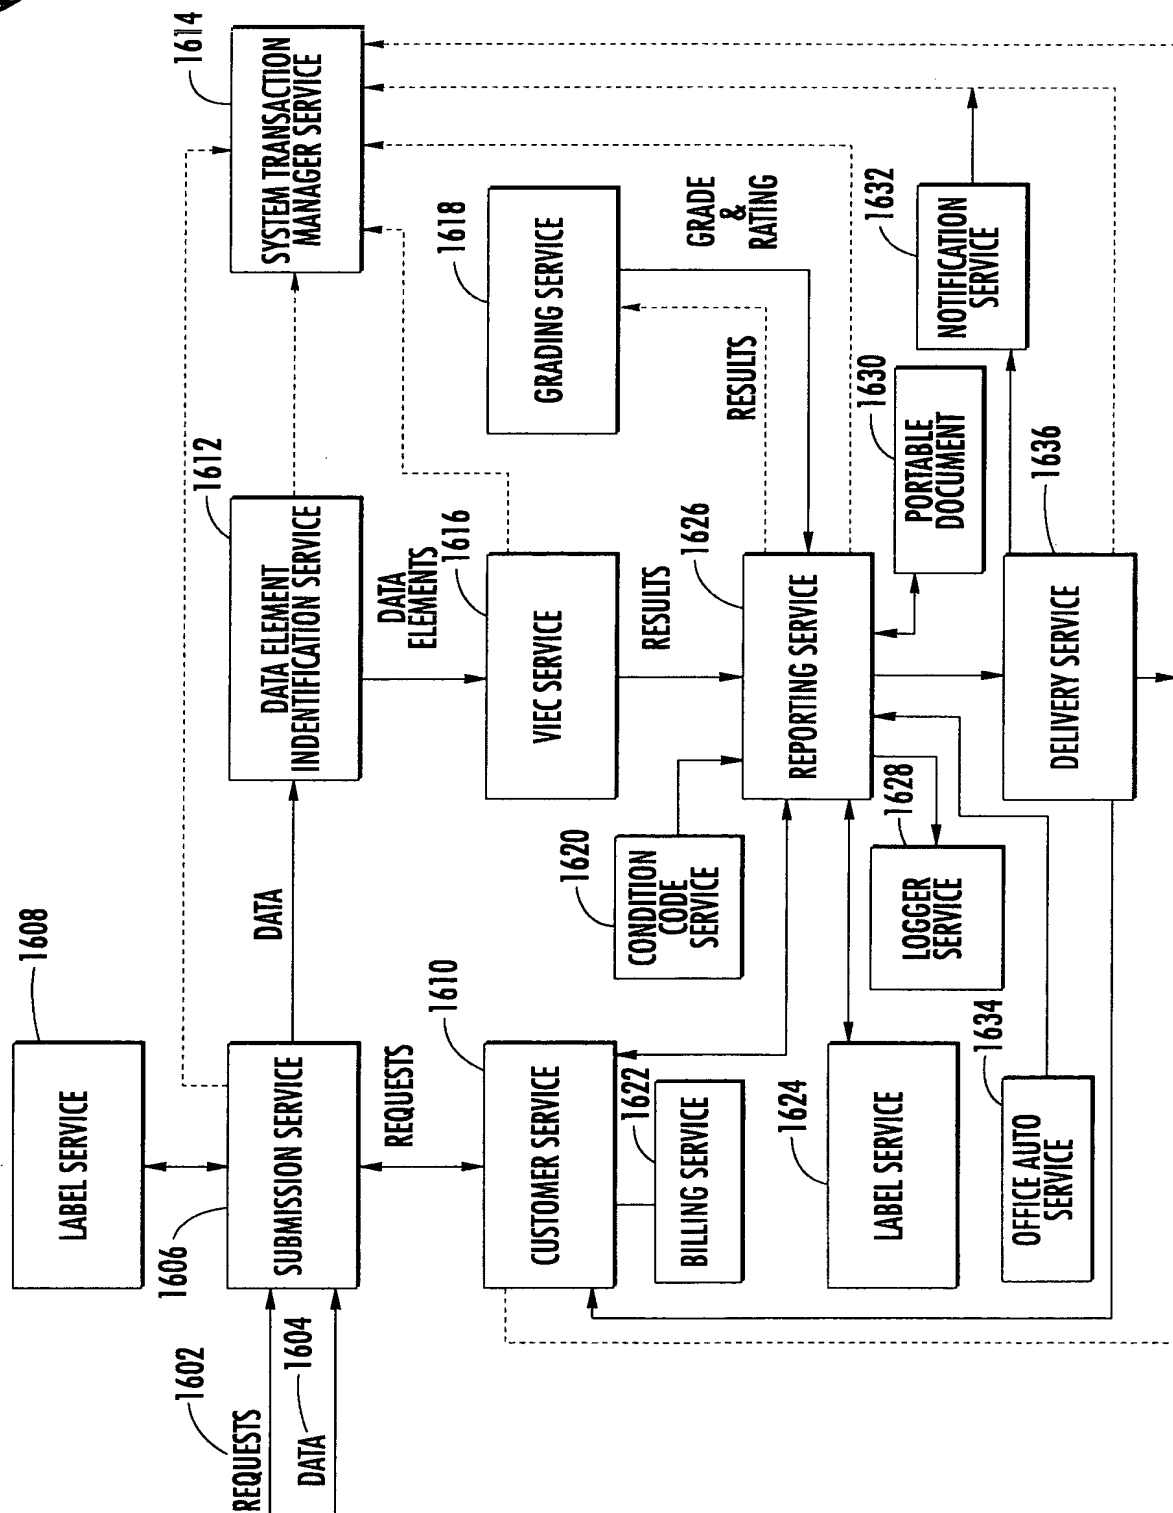 1614
SYSTEM TRANSACTION
MANAGER SERVICE
1612
DATA ELEMENT
INDENTIFICATION SERVICE
1608
LABEL SERVICE
DATA
1606
SUBMISSION SERVICE
1602
REQUESTS
1604
DATA
1618
GRADING SERVICE
GRADE
&
RATING
RESULTS
DATA
ELEMENTS
1616
VIEC SERVICE
RESULTS
1626
REPORTING SERVICE
1620
CONDITION
CODE
SERVICE
REQUESTS
1610
CUSTOMER SERVICE
1622
BILLING SERVICE
1624
LABEL SERVICE
1628
LOGGER
SERVICE
1630
PORTABLE
DOCUMENT
1632
NOTIFICATION
SERVICE
1636
DELIVERY SERVICE
1634
OFFICE AUTO
SERVICE